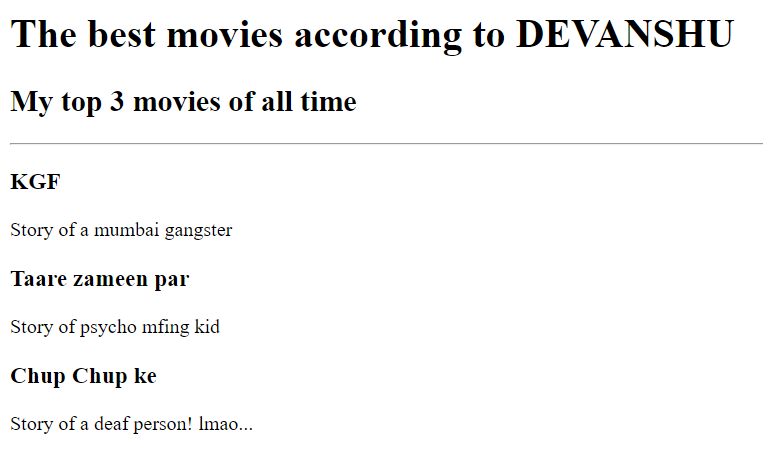 The best movies according to DEVANSHU
My top 3 movies of all time
KGF
Story of a mumbai gangster
Taare zameen par
Story of psycho mfing kid
Chup Chup ke
Story of a deaf person! lmao...